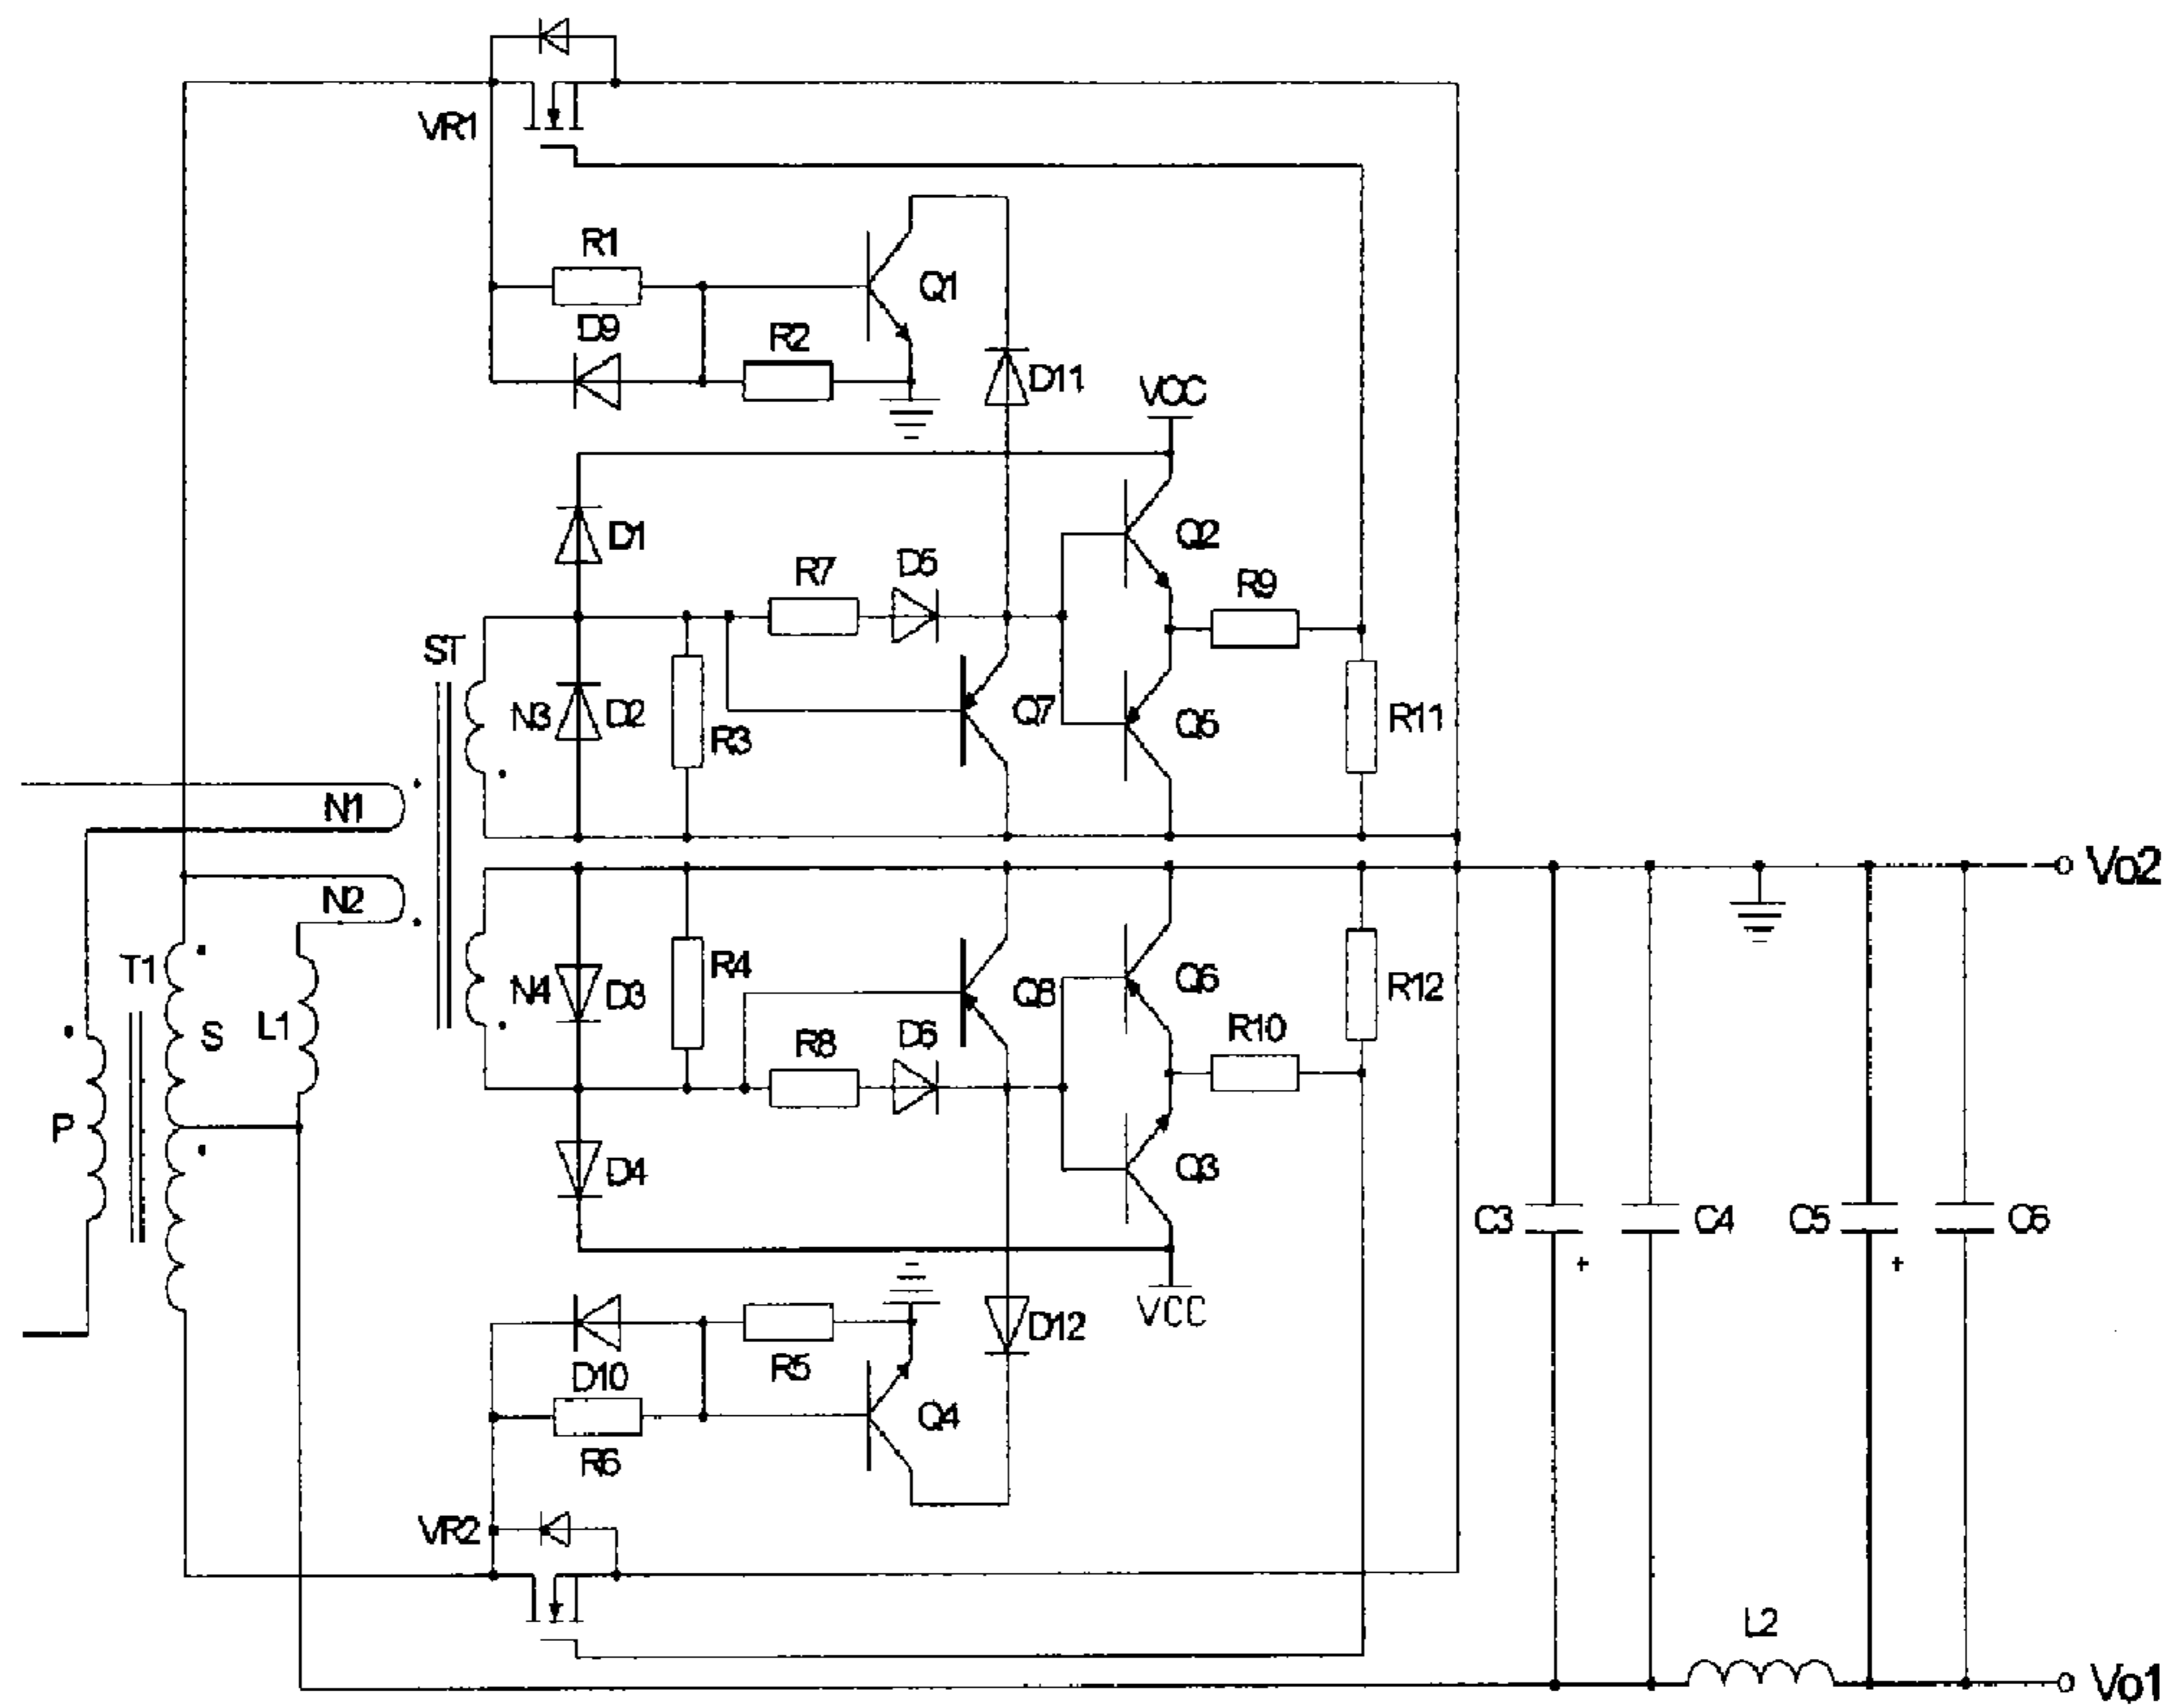 VR1
R1
Q1
D9
R2
D11
VCC
D1
Q2
R7
D5
R9
ST
N3
D2
R3
Q7
Q5
R11
N1
N2
Vo2
T1
S
L1
N4
D3
R4
Q8
Q6
R12
R8
D6
R10
P
D4
Q3
C3
+
C4
C5
+
C6
VCC
D10
R5
D12
Q4
R6
VR2
L2
Vo1